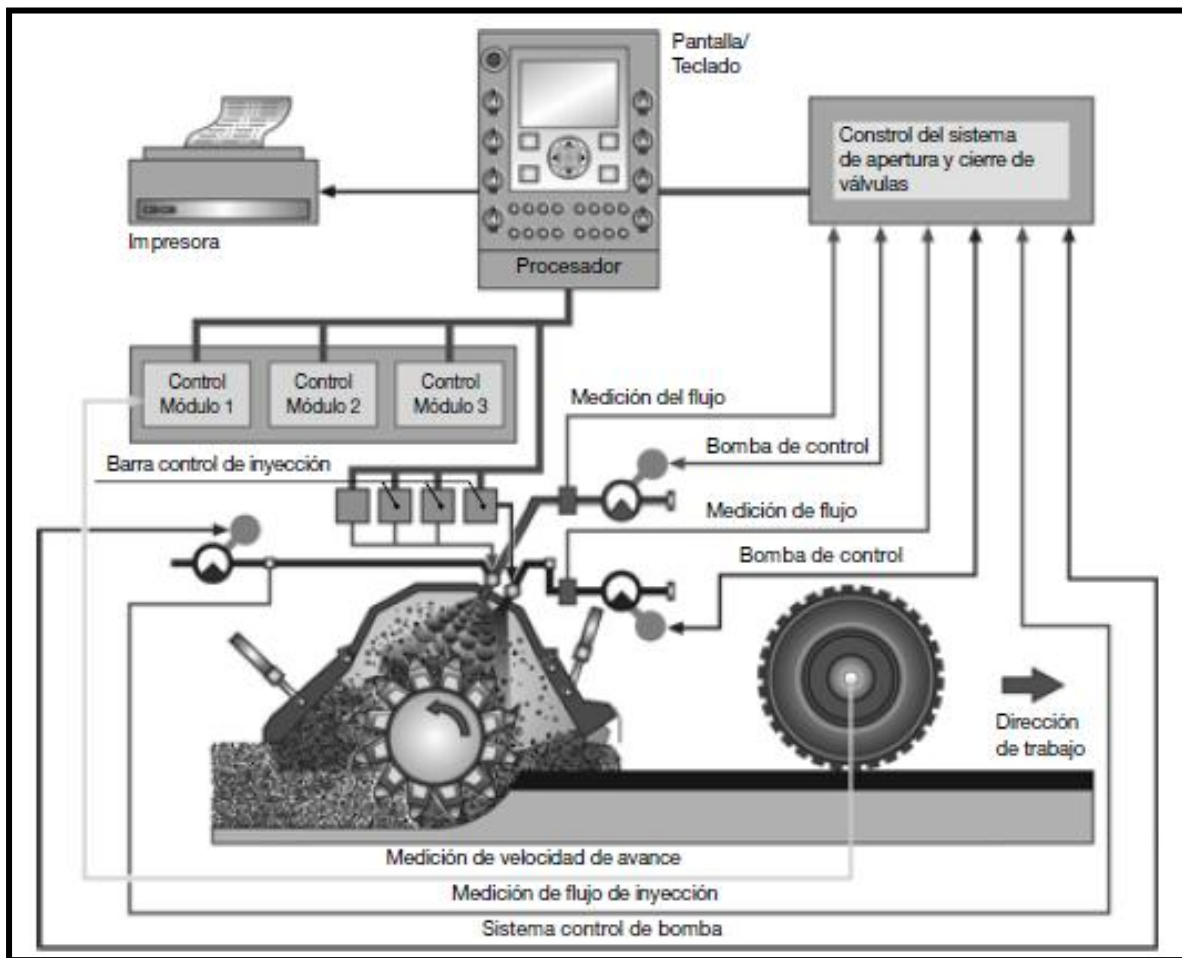 Pantalla/
Teclado
Constrol del sistema
de apertura y cierre de
válvulas
Impresora
Procesador
Control
Módulo 1
Control
Módulo 2
Control
Módulo 3
Medición del flujo
Bomba de control
Barra control de inyección
Medición de flujo
Bomba de control
Dirección
de trabajo
Medición de velocidad de avance
Medición de flujo de inyección
Sistema control de bomba